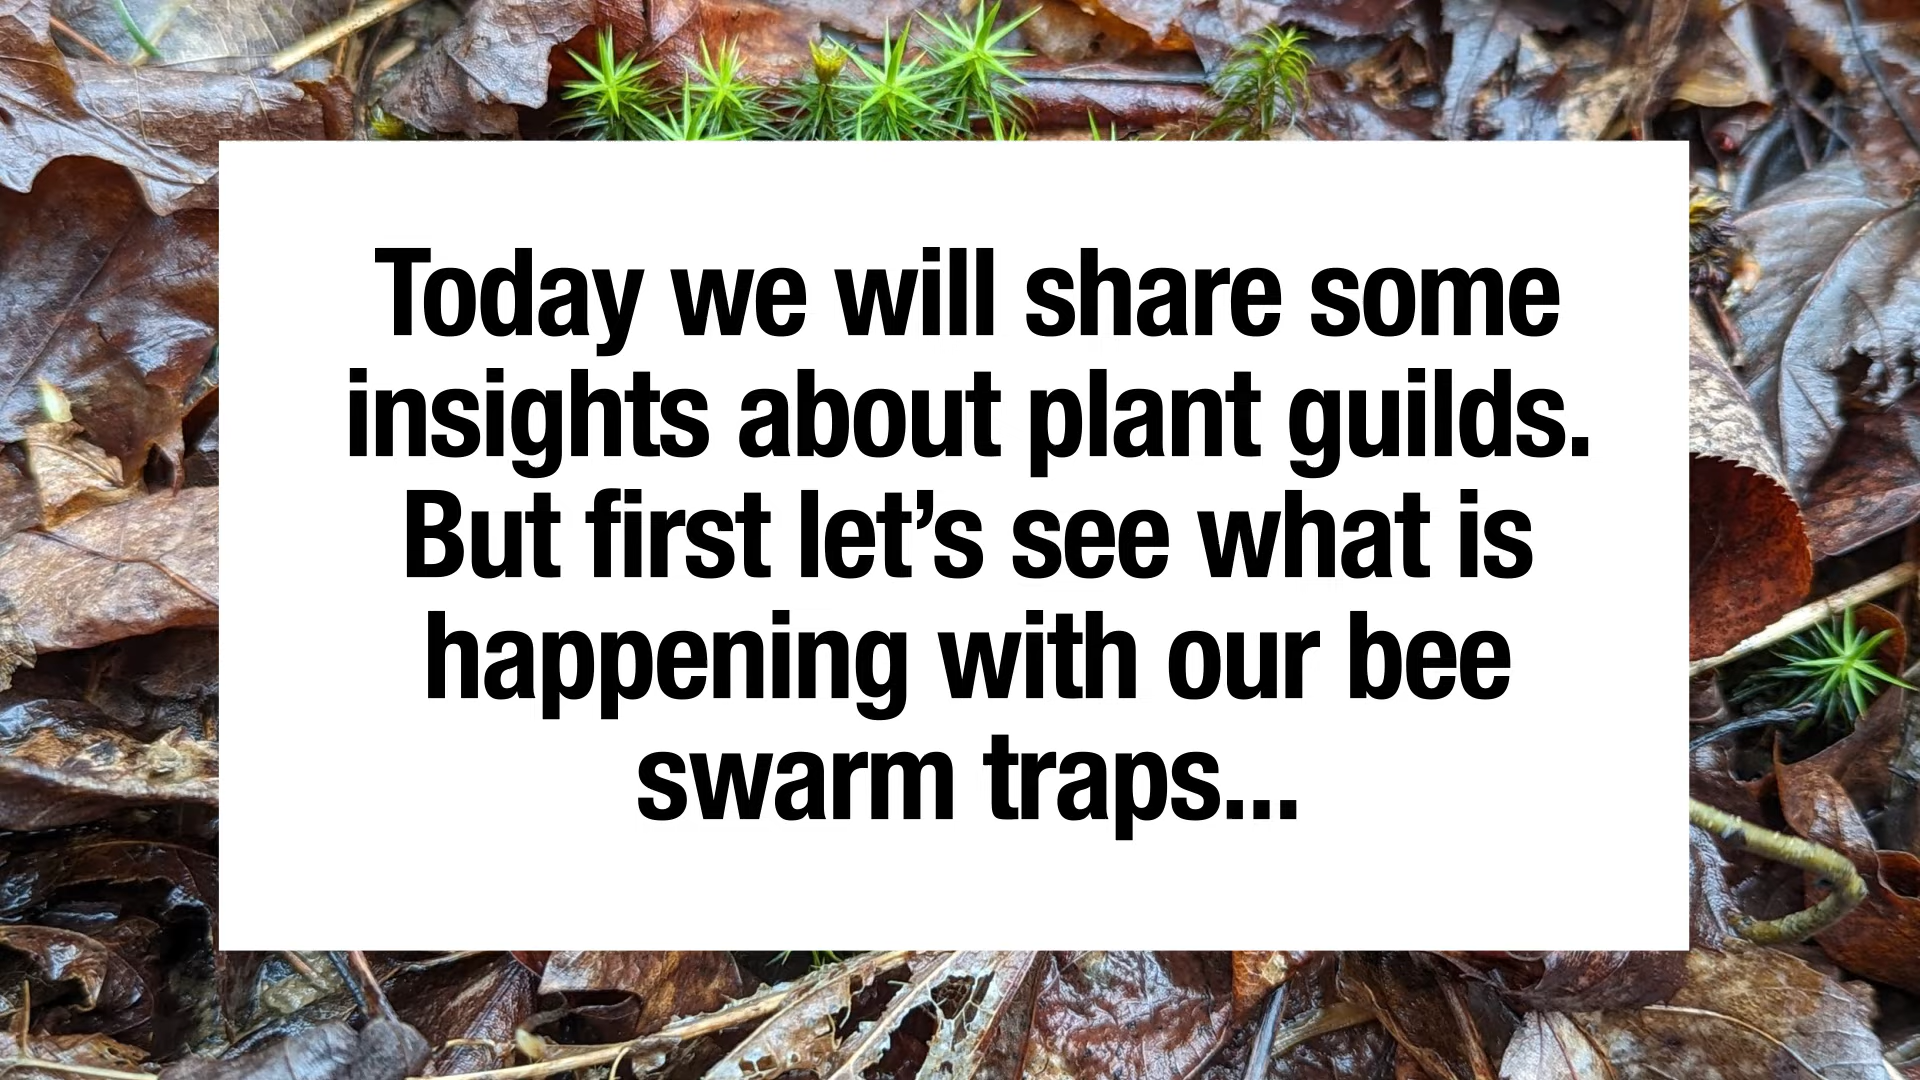 Today we will share some
insights about plant guilds.
But first let’s see what is
happening with our bee
swarm traps...